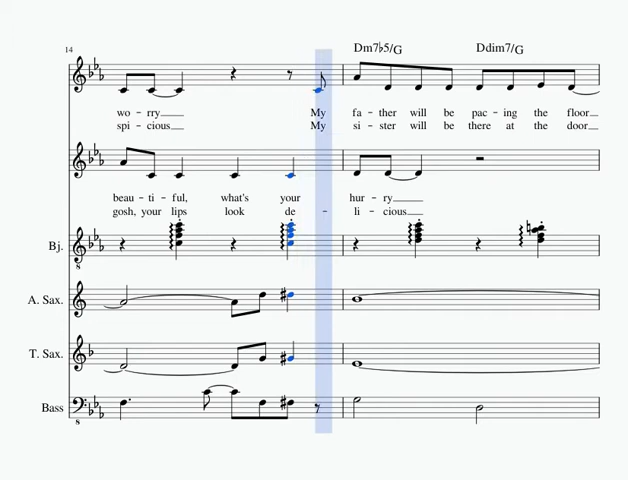 14
Dm7♭5/G Ddim7/G
wo - rry My fa - ther will be pac - ing the floor
spi - cious My si - ster will be there at the door
beau - ti - ful, what's your hur - ry
gosh, your lips look de - li - cious
Bj.
8
A. Sax.
T. Sax.
Bass
8